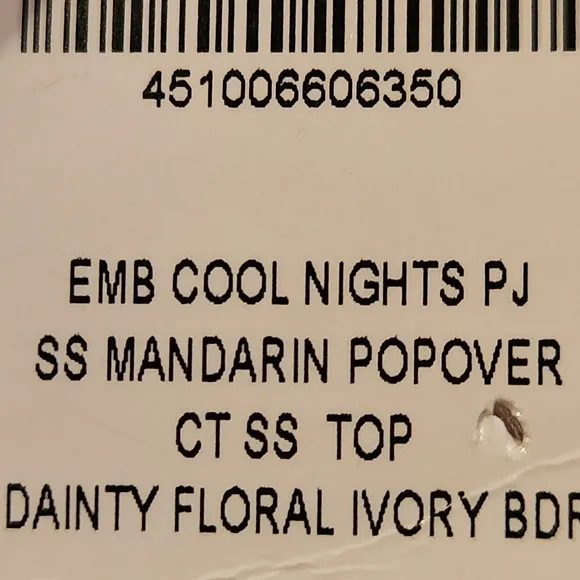 451006606350
EMB COOL NIGHTS PJ
SS MANDARIN POPOVER
CT SS TOP
DAINTY FLORAL IVORY BDR